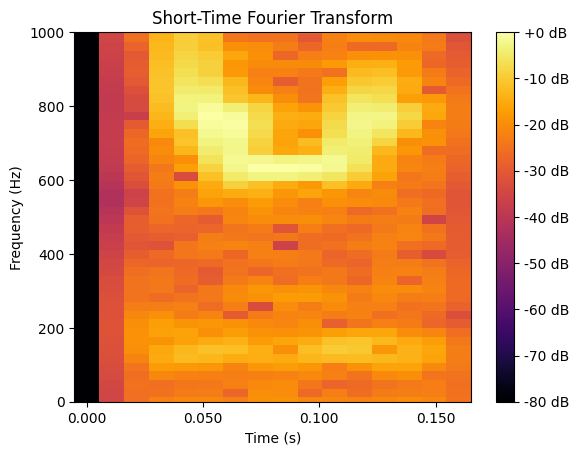 Short-Time Fourier Transform
1000
800
600
400
200
0
Frequency (Hz)
0.000
0.050
0.100
0.150
Time (s)
+0 dB
-10 dB
-20 dB
-30 dB
-40 dB
-50 dB
-60 dB
-70 dB
-80 dB